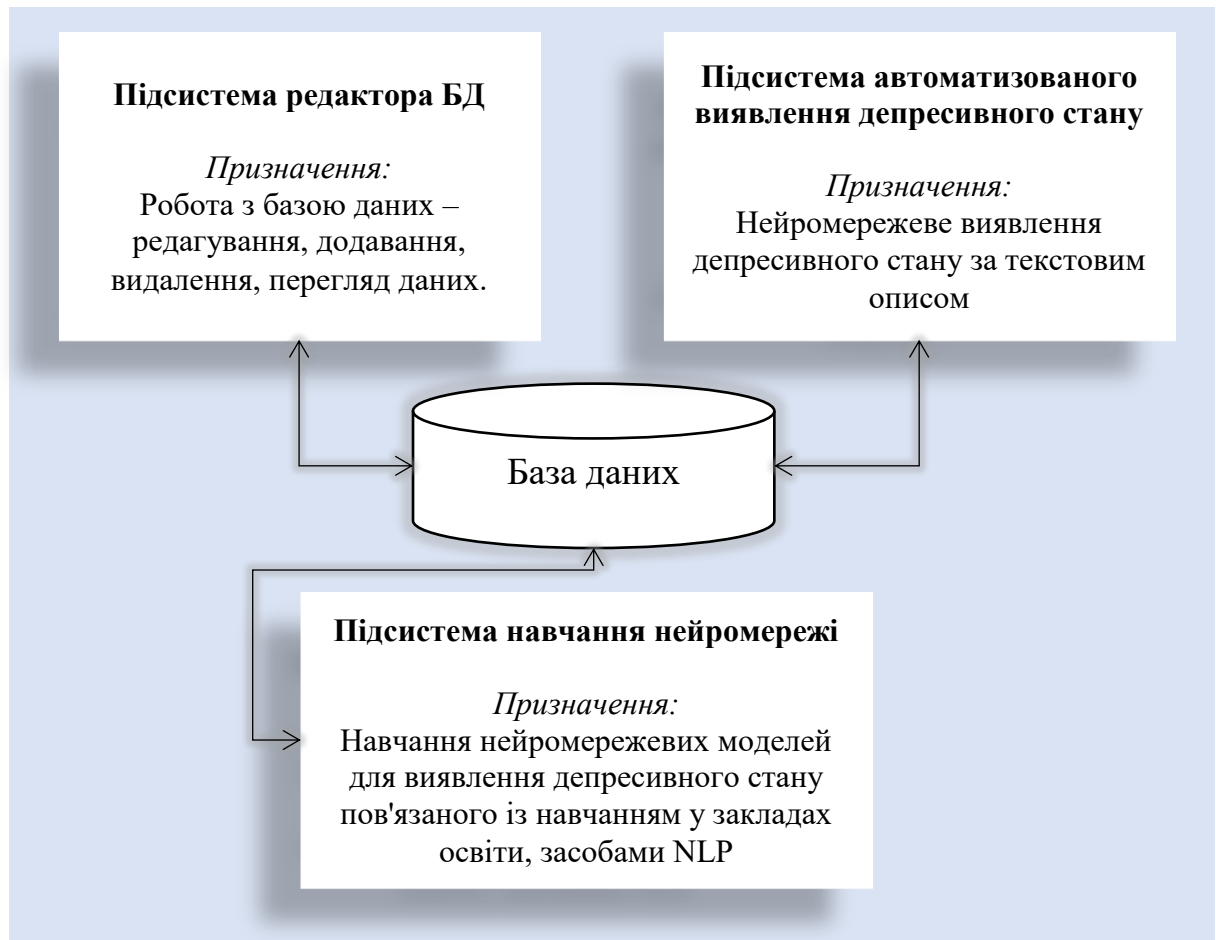 Підсистема редактора БД
Призначення:
Робота з базою даних –
редагування, додавання,
видалення, перегляд даних.
Підсистема автоматизованого
виявлення депресивного стану
Призначення:
Нейромережеве виявлення
депресивного стану за текстовим
описом
База даних
Підсистема навчання нейромережі
Призначення:
Навчання нейромережевих моделей
для виявлення депресивного стану
пов'язаного із навчанням у закладах
освіти, засобами NLP